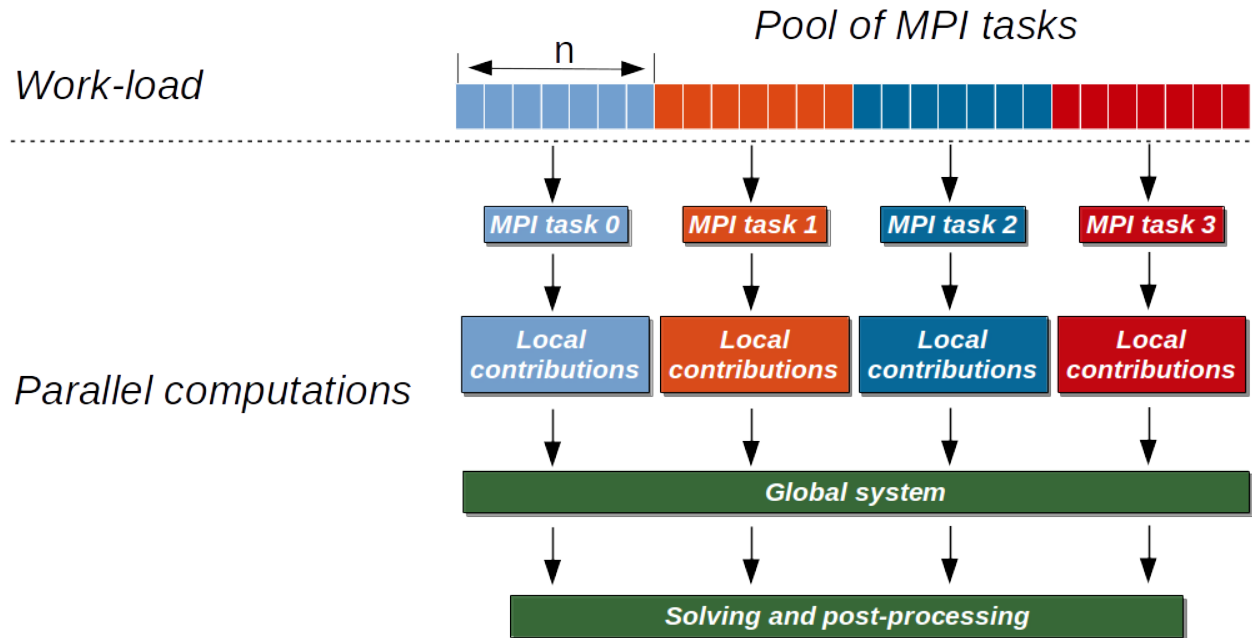 Pool of MPI tasks
n
Work-load
MPI task 0
MPI task 1
MPI task 2
MPI task 3
Local
contributions
Local
contributions
Local
contributions
Local
contributions
Parallel computations
Global system
Solving and post-processing